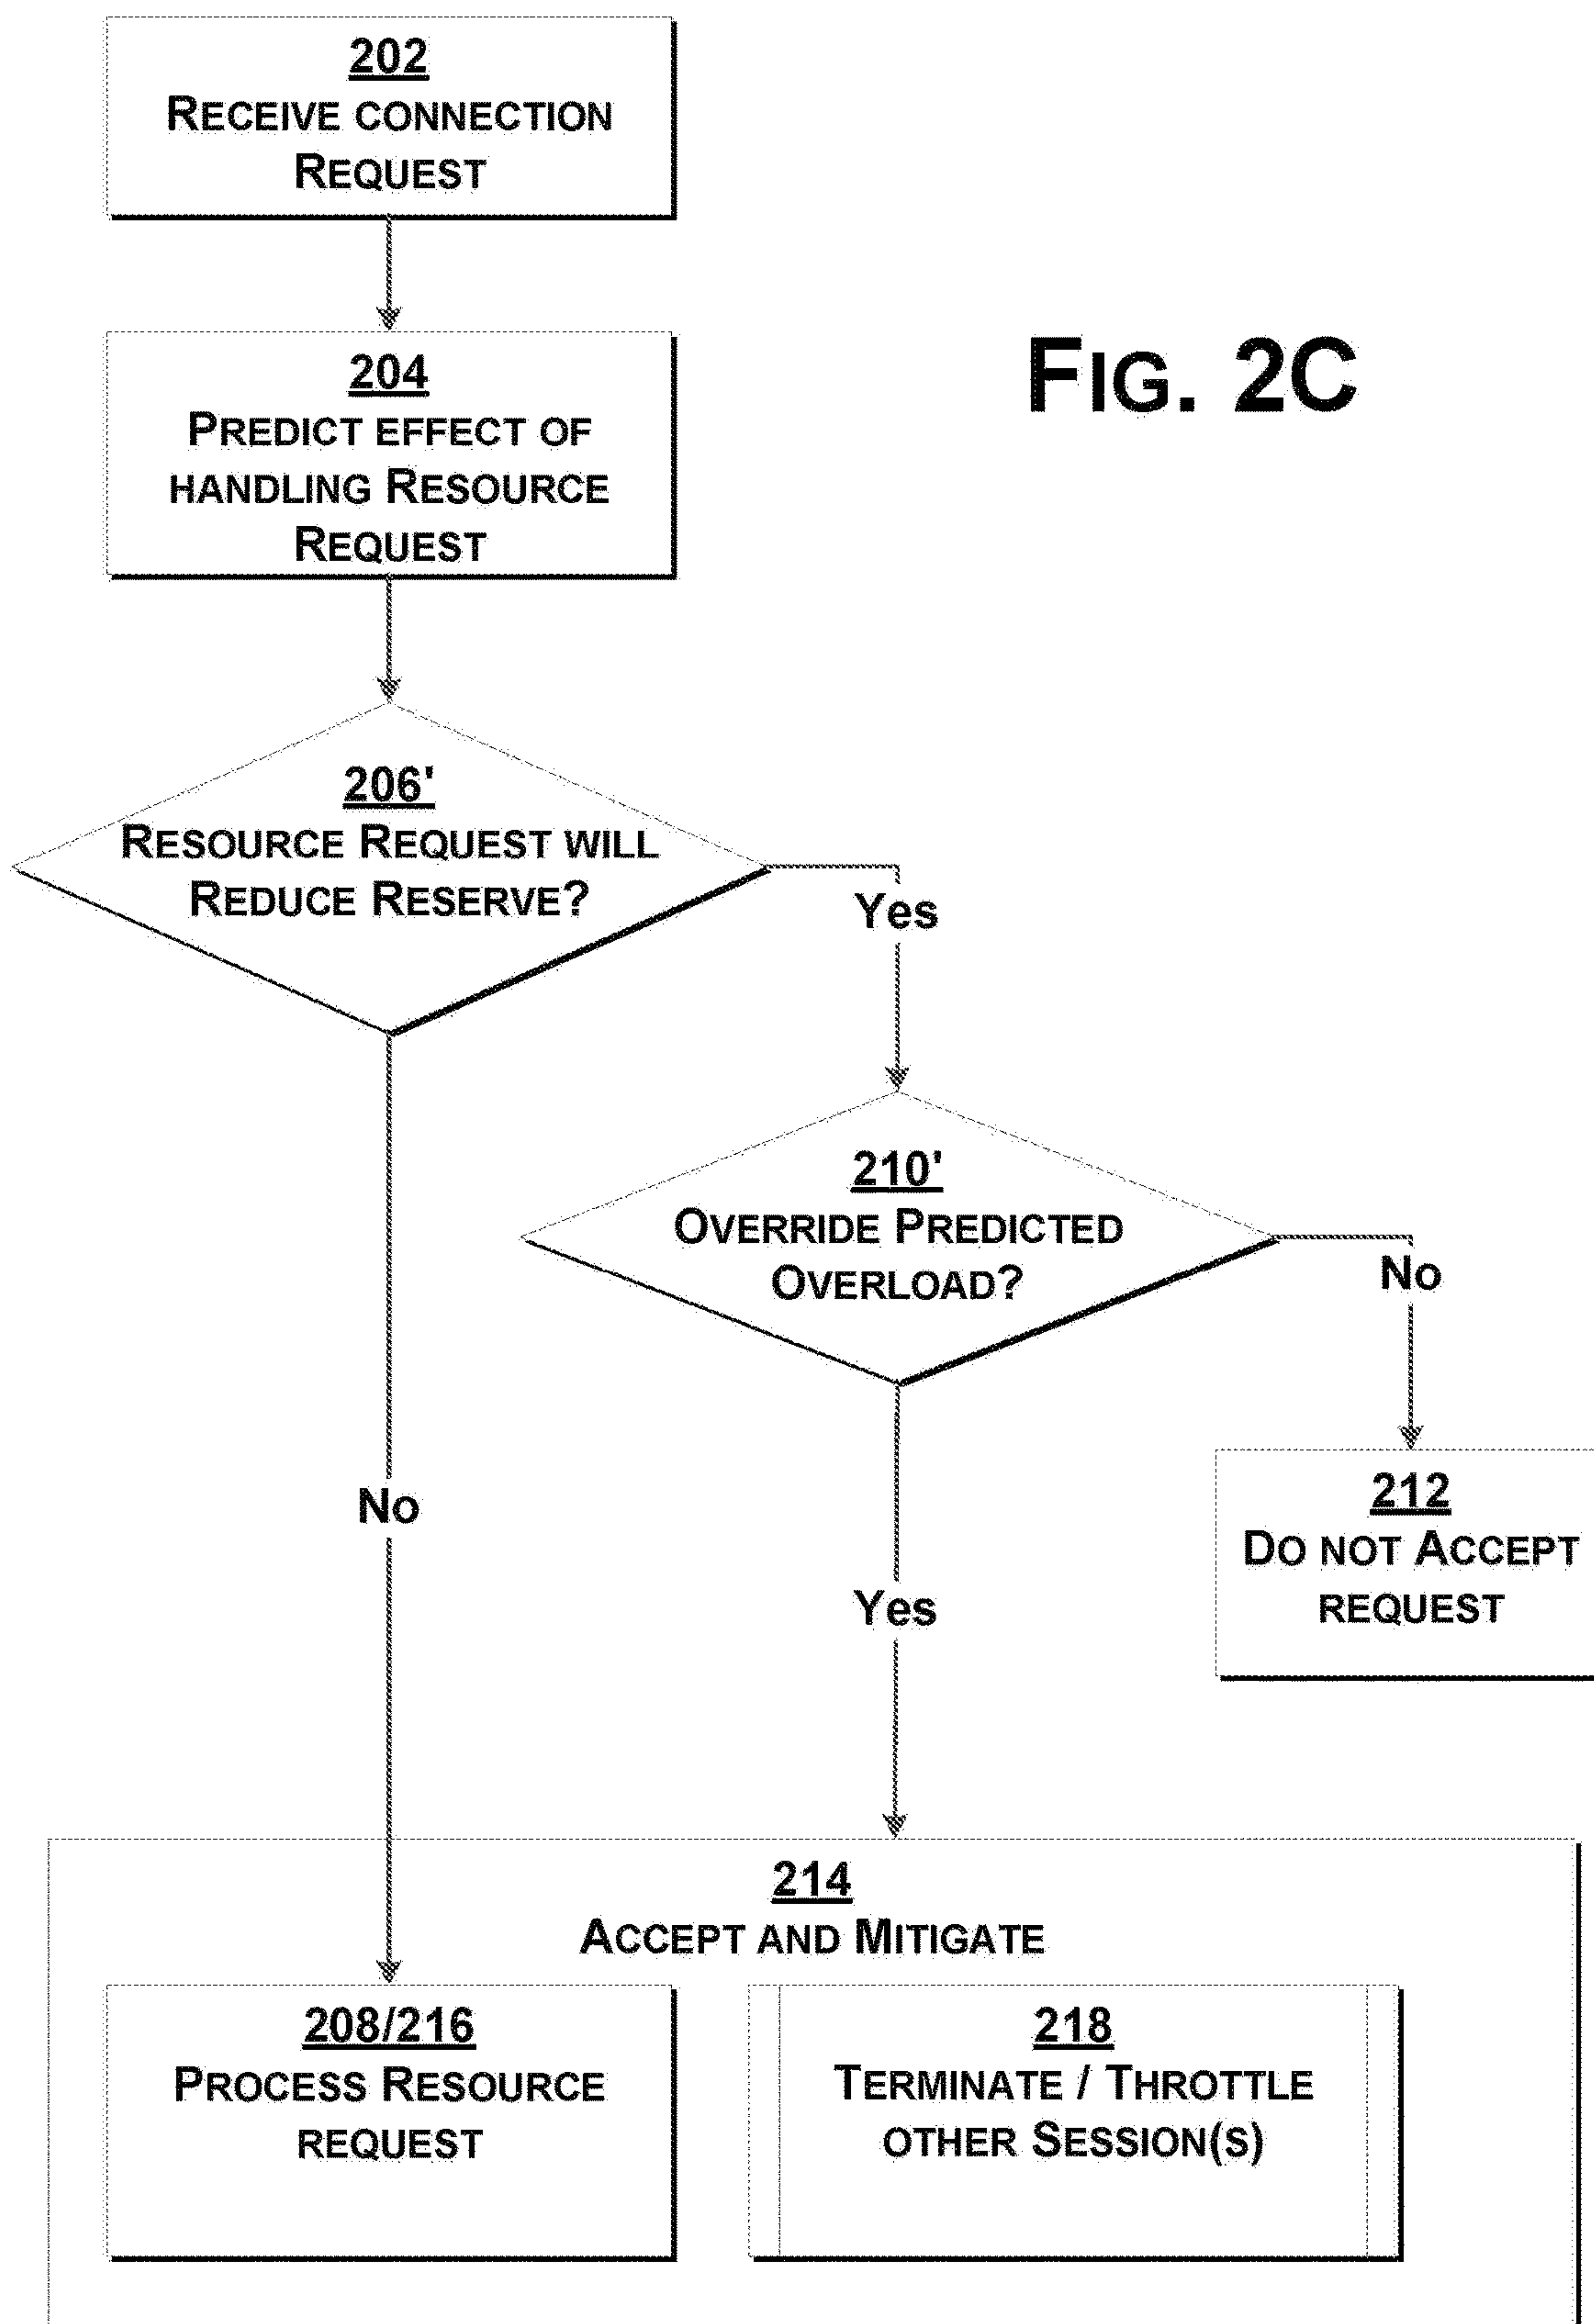 202
RECEIVE CONNECTION
REQUEST
FIG. 2C
204
PREDICT EFFECT OF
HANDLING RESOURCE
REQUEST
206'
RESOURCE REQUEST WILL
REDUCE RESERVE?
Yes
210'
OVERRIDE PREDICTED
OVERLOAD?
No
212
DO NOT ACCEPT
REQUEST
No
Yes
214
ACCEPT AND MITIGATE
208/216
PROCESS RESOURCE
REQUEST
218
TERMINATE / THROTTLE
OTHER SESSION(S)